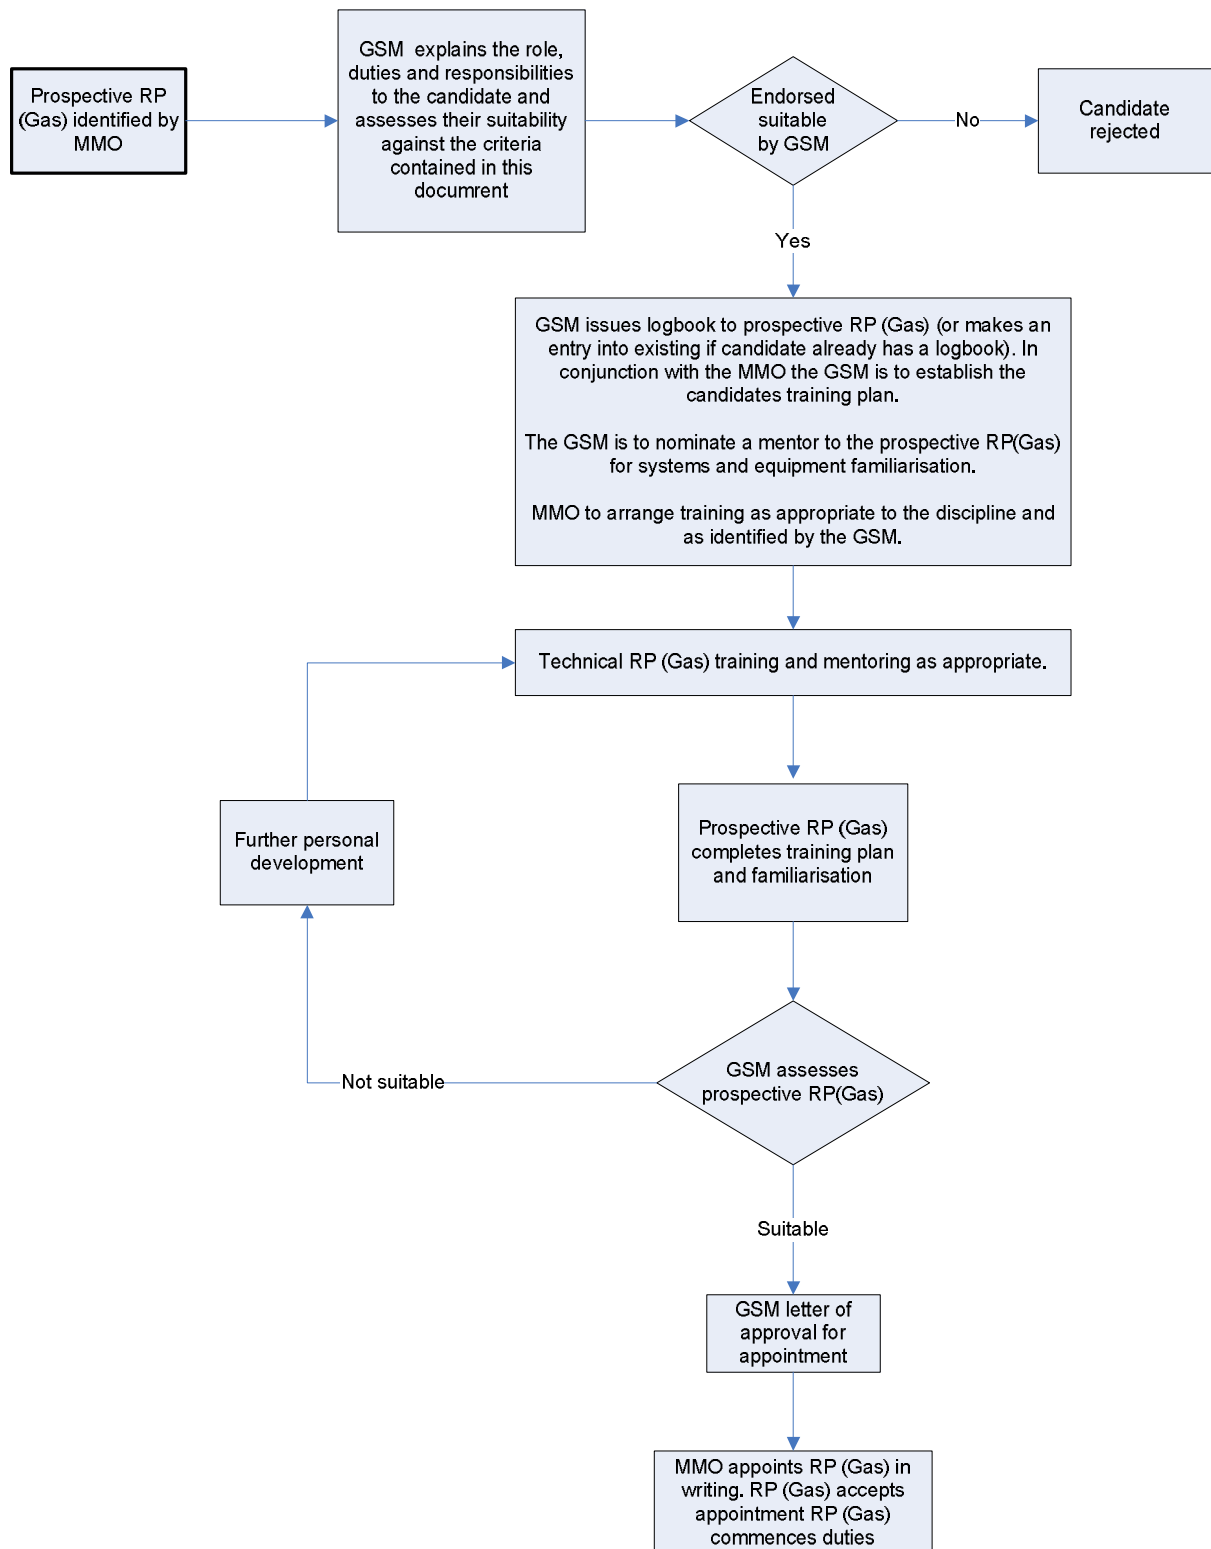 Prospective RP
(Gas) identified by
MMO
GSM explains the role,
duties and responsibilities
to the candidate and
assesses their suitability
against the criteria
contained in this
documrent
Endorsed
suitable
by GSM
No
Candidate
rejected
Yes
GSM issues logbook to prospective RP (Gas) (or makes an
entry into existing if candidate already has a logbook). In
conjunction with the MMO the GSM is to establish the
candidates training plan.
The GSM is to nominate a mentor to the prospective RP(Gas)
for systems and equipment familiarisation.
MMO to arrange training as appropriate to the discipline and
as identified by the GSM.
Technical RP (Gas) training and mentoring as appropriate.
Further personal
development
Prospective RP (Gas)
completes training plan
and familiarisation
Not suitable
GSM assesses
prospective RP(Gas)
Suitable
GSM letter of
approval for
appointment
MMO appoints RP (Gas) in
writing. RP (Gas) accepts
appointment RP (Gas)
commences duties